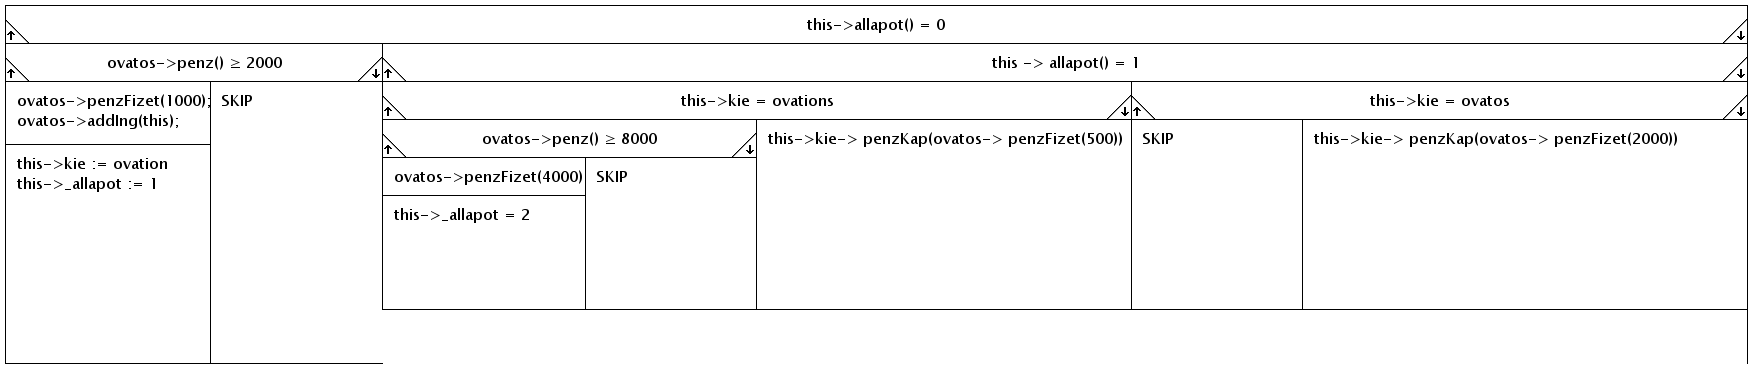 this->allapot() = 0
ovatos->penz() ≥ 2000
this -> allapot() = 1
ovatos->penzFizet(1000);
ovatos->addIng(this);
SKIP
this->kie = ovations
this->kie = ovatos
this->kie := ovation
this->_allapot := 1
ovatos->penz() ≥ 8000
this->kie-> penzKap(ovatos-> penzFizet(500))
SKIP
this->kie-> penzKap(ovatos-> penzFizet(2000))
ovatos->penzFizet(4000)
SKIP
this->_allapot = 2